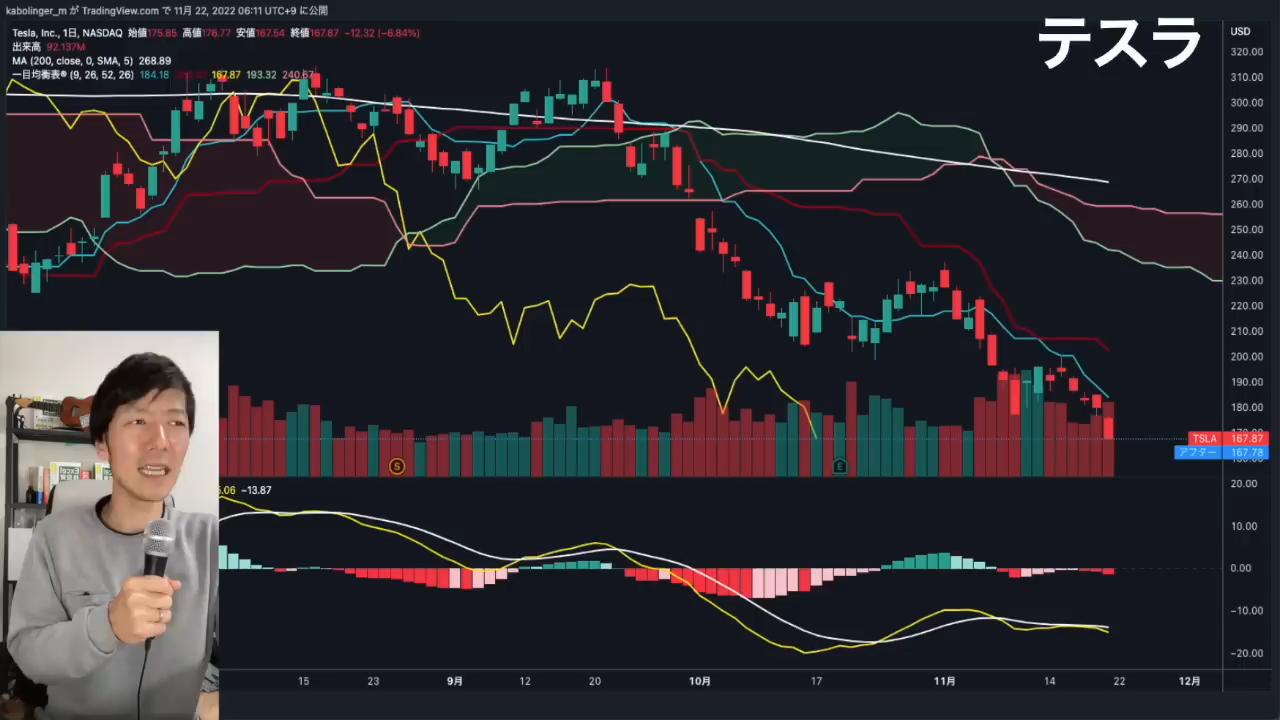 kabolinger_m が TradingView.com で 11月 22, 2022 06:11 UTC+9 に公開
テスラ
Tesla, Inc., 1日, NASDAQ 始値175.85 高値176.77 安値167.54 終値167.87 −12.32 (−6.84%)
出来高 92.137M
MA (200, close, 0, SMA, 5) 268.89
一目均衡表® (9, 26, 52, 26) 184.18 167.87 193.32 240.67
USD
320.00
310.00
300.00
290.00
280.00
270.00
260.00
250.00
240.00
230.00
220.00
210.00
200.00
190.00
180.00
TSLA 167.87
アフター 167.78
S
E
−13.87
20.00
10.00
0.00
−10.00
−20.00
15 23 9月 12 20 10月 17 11月 14 22 12月